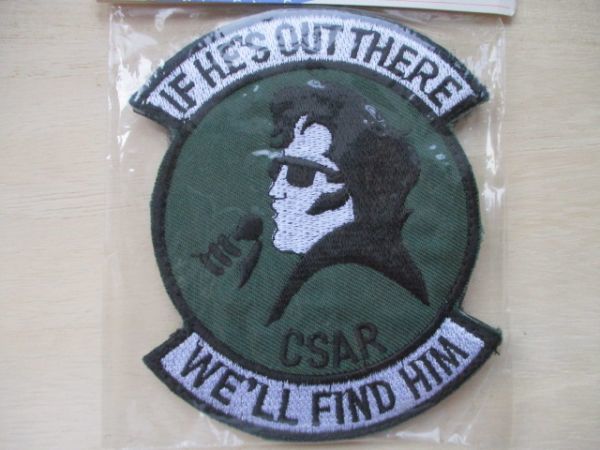 IF HE'S OUT THERE
CSAR
WE'LL FIND HIM